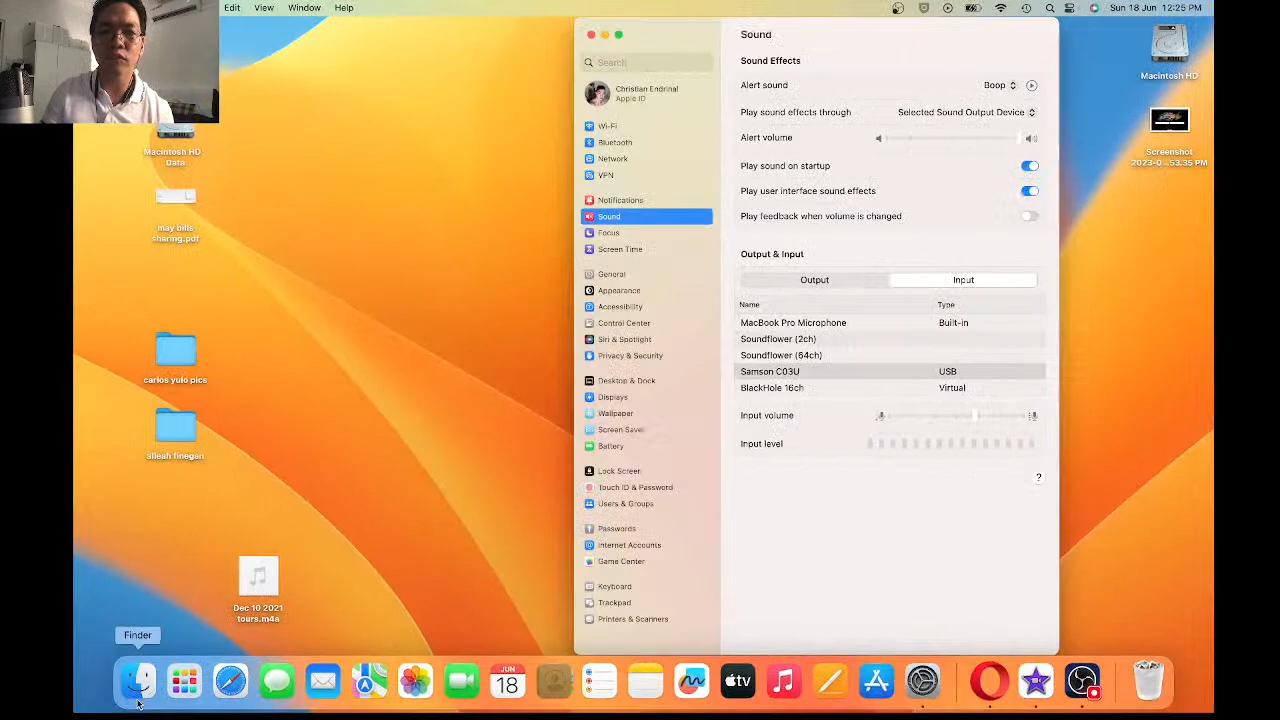 Edit View Window Help
Sun 18 Jun 12:25 PM
Macintosh HD
Data
may bills
sharing.pdf
carlos yulo pics
Dec 10 2021
tours.m4a
Finder
JUN
18
tv
Search
Christian Endrinal
Apple ID
Wi-Fi
Bluetooth
Network
VPN
Notifications
Sound
Focus
Screen Time
General
Appearance
Accessibility
Control Center
Siri & Spotlight
Privacy & Security
Desktop & Dock
Displays
Wallpaper
Screen Saver
Battery
Lock Screen
Touch ID & Password
Users & Groups
Passwords
Internet Accounts
Game Center
Keyboard
Trackpad
Printers & Scanners
Sound
Sound Effects
Alert sound Boop
Play sound effects through Selected Sound Output Device
Alert volume
Play sound on startup
Play user interface sound effects
Play feedback when volume is changed
Output & Input
Output Input
Name Type
MacBook Pro Microphone Built-in
Soundflower (2ch)
Soundflower (64ch)
Samson C03U USB
BlackHole 16ch Virtual
Input volume
Input level
?
Macintosh HD
Screenshot
2023-0...53.35 PM